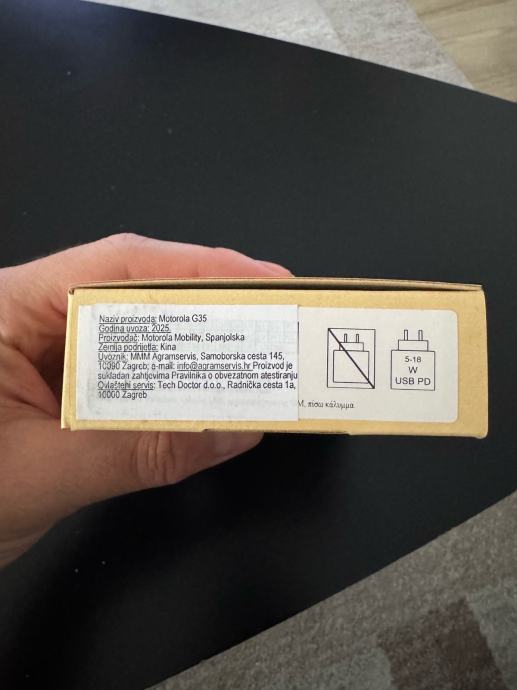 Naziv proizvoda: Motorola G35
Godina uvoza: 2025.
Proizvođač: Motorola Mobility, Španjolska
Zemlja podrijetla: Kina
Uvoznik: MMM Agramservis, Samoborska cesta 145,
10090 Zagreb; e-mail: info@agramservis.hr Proizvod je
sukladan zahtjevima Pravilnika o obvezatnom atestiranju
Ovlašteni servis: Tech Doctor d.o.o., Radnička cesta 1a,
10000 Zagreb
5-18
W
USB PD
M, πίσω κάλυμμα